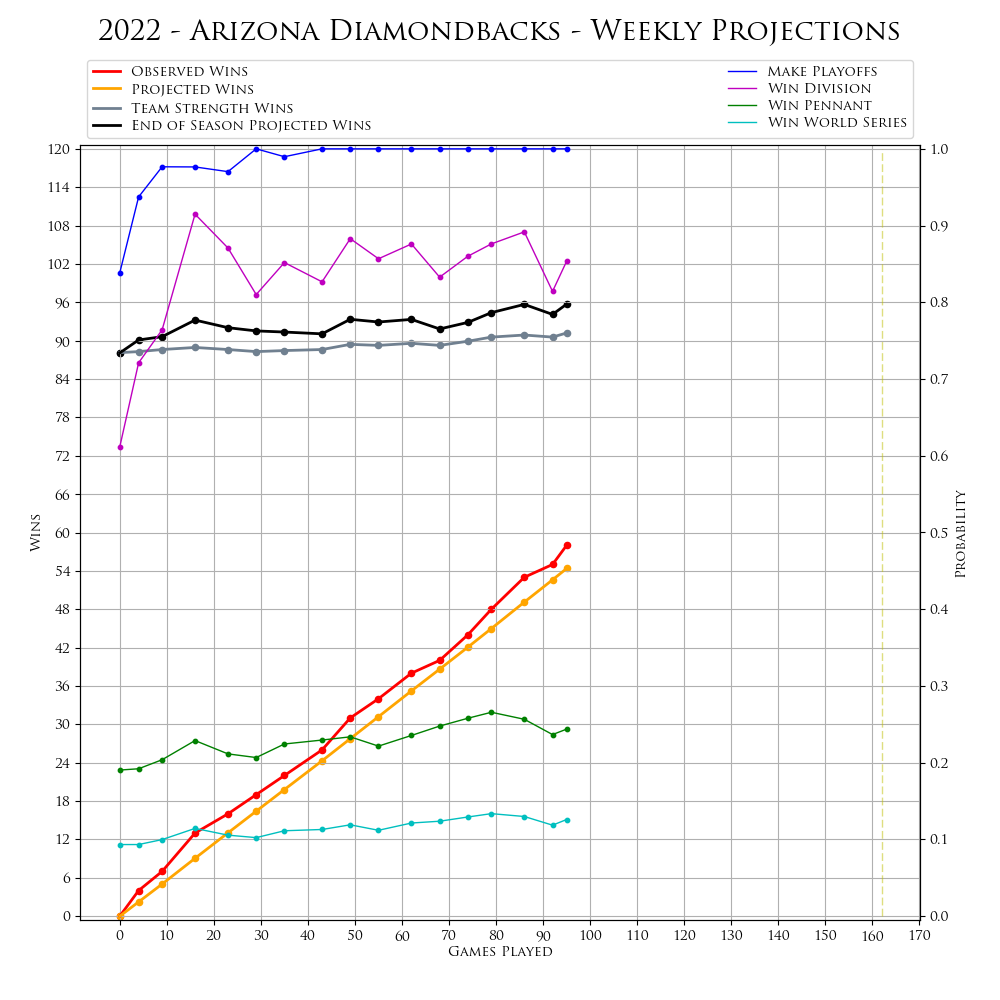 2022 - Arizona Diamondbacks - Weekly Projections
Observed Wins
Projected Wins
Team Strength Wins
End of Season Projected Wins
Make Playoffs
Win Division
Win Pennant
Win World Series
120
114
108
102
96
90
84
78
72
66
60
54
48
42
36
30
24
18
12
6
0
Wins
1.0
0.9
0.8
0.7
0.6
0.5
0.4
0.3
0.2
0.1
0.0
Probability
0 10 20 30 40 50 60 70 80 90 100 110 120 130 140 150 160 170
Games Played